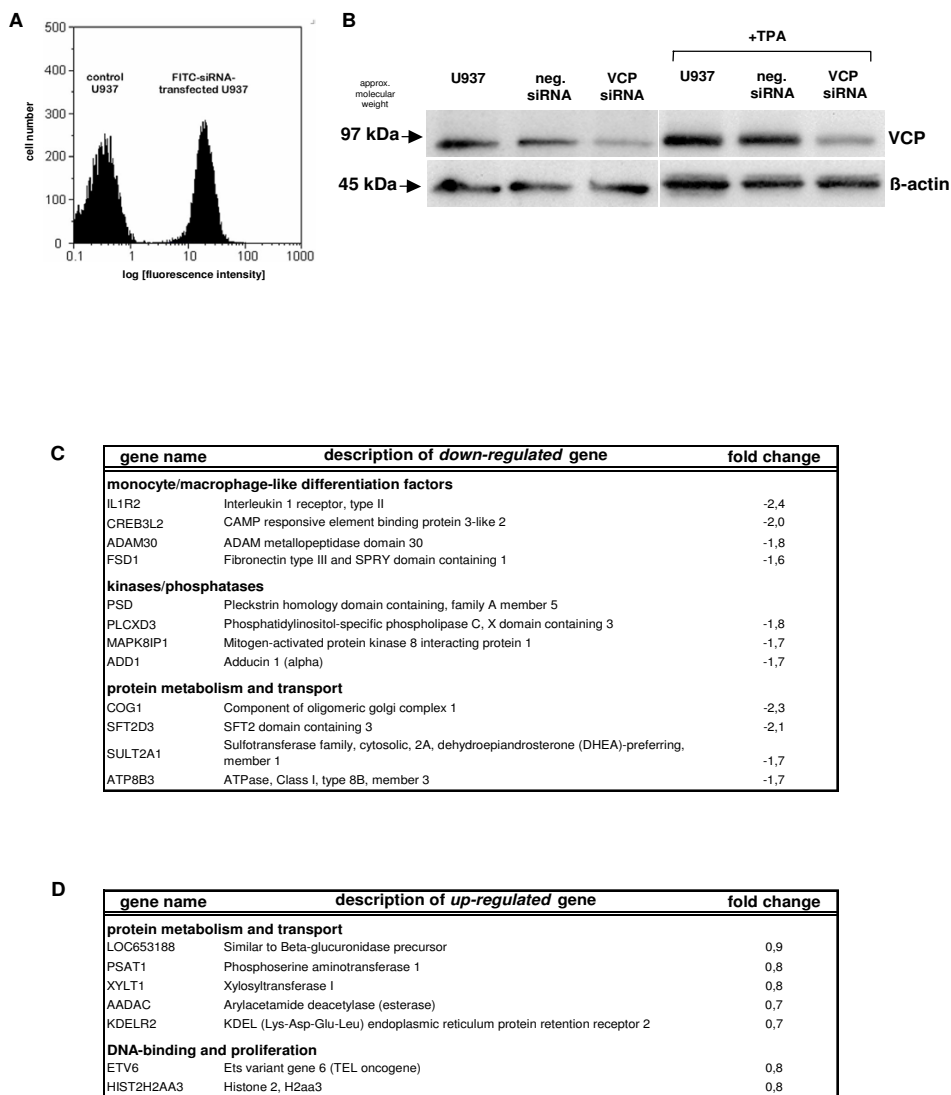 A
500
400
300
200
100
0
cell number
control
U937
FITC-siRNA-
transfected U937
0.1 1 10 100 1000
log [fluorescence intensity]
B
+TPA
approx.
molecular
weight
U937 neg. siRNA VCP siRNA U937 neg. siRNA VCP siRNA
97 kDa VCP
45 kDa ß-actin
C
gene name description of down-regulated gene fold change
monocyte/macrophage-like differentiation factors
IL1R2 Interleukin 1 receptor, type II -2,4
CREB3L2 CAMP responsive element binding protein 3-like 2 -2,0
ADAM30 ADAM metallopeptidase domain 30 -1,8
FSD1 Fibronectin type III and SPRY domain containing 1 -1,6
kinases/phosphatases
PSD Pleckstrin homology domain containing, family A member 5
PLCXD3 Phosphatidylinositol-specific phospholipase C, X domain containing 3 -1,8
MAPK8IP1 Mitogen-activated protein kinase 8 interacting protein 1 -1,7
ADD1 Adducin 1 (alpha) -1,7
protein metabolism and transport
COG1 Component of oligomeric golgi complex 1 -2,3
SFT2D3 SFT2 domain containing 3 -2,1
SULT2A1 Sulfotransferase family, cytosolic, 2A, dehydroepiandrosterone (DHEA)-preferring,
member 1 -1,7
ATP8B3 ATPase, Class I, type 8B, member 3 -1,7
D
gene name description of up-regulated gene fold change
protein metabolism and transport
LOC653188 Similar to Beta-glucuronidase precursor 0,9
PSAT1 Phosphoserine aminotransferase 1 0,8
XYLT1 Xylosyltransferase I 0,8
AADAC Arylacetamide deacetylase (esterase) 0,7
KDELR2 KDEL (Lys-Asp-Glu-Leu) endoplasmic reticulum protein retention receptor 2 0,7
DNA-binding and proliferation
ETV6 Ets variant gene 6 (TEL oncogene) 0,8
HIST2H2AA3 Histone 2, H2aa3 0,8